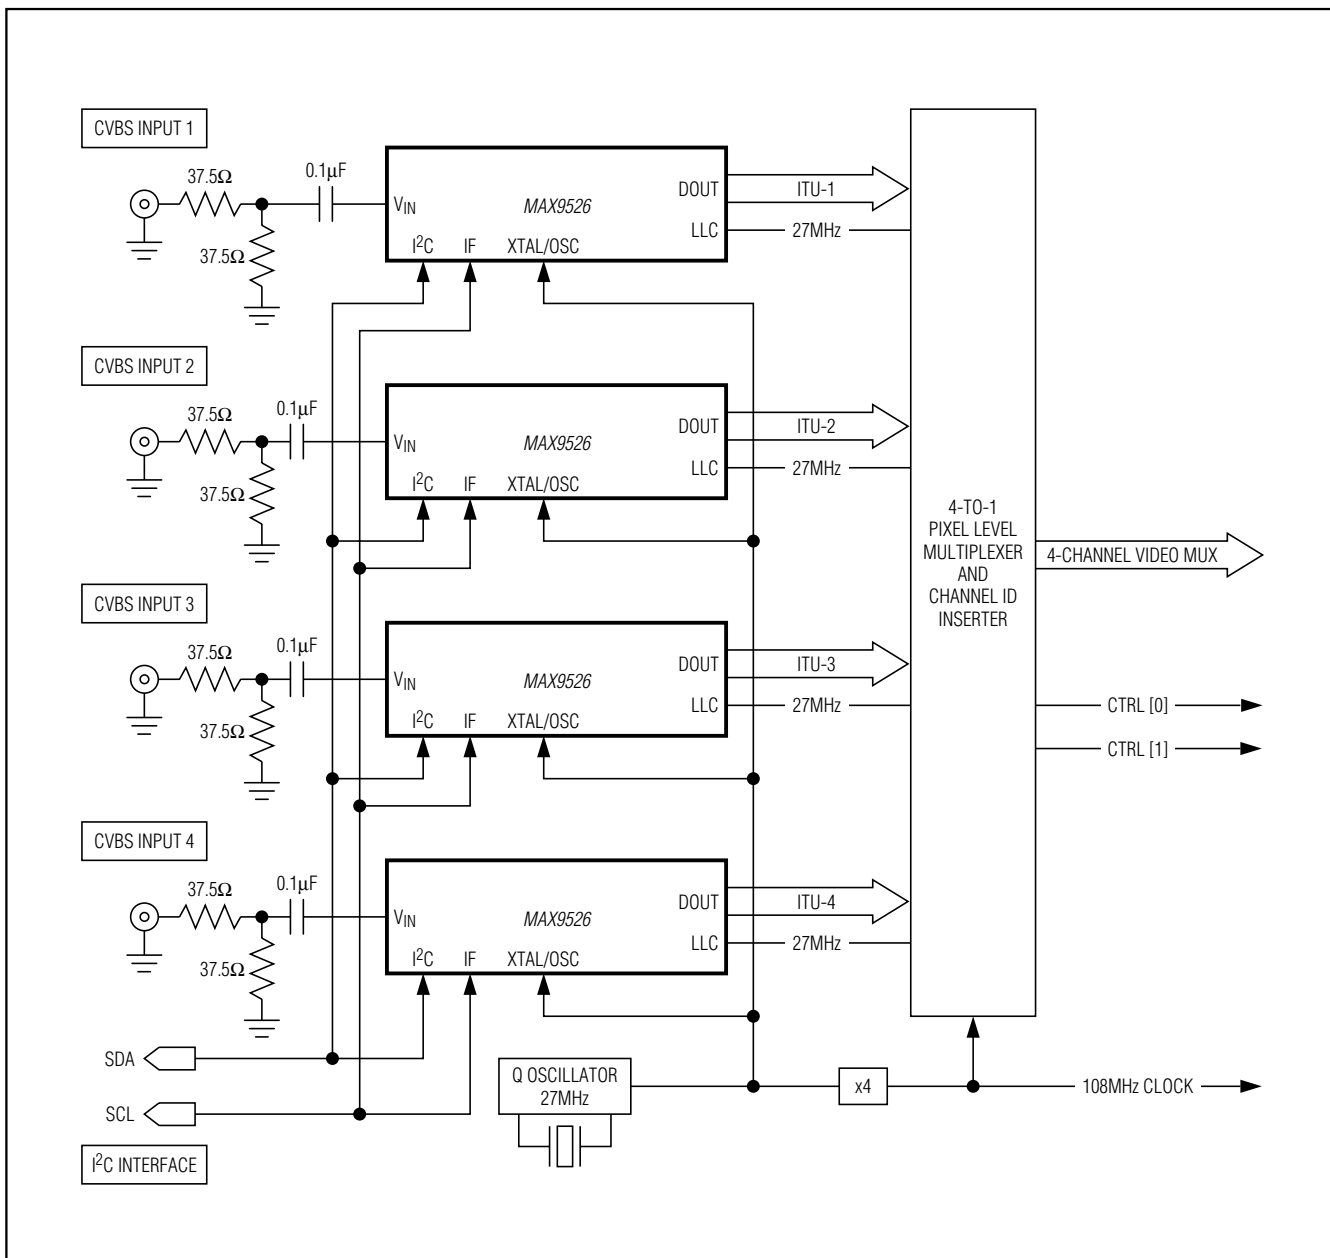 CVBS INPUT 1
37.5Ω
0.1μF
37.5Ω
VIN
MAX9526
DOUT
LLC
I²C IF XTAL/OSC
ITU-1
27MHz
CVBS INPUT 2
37.5Ω
0.1μF
37.5Ω
VIN
MAX9526
DOUT
LLC
I²C IF XTAL/OSC
ITU-2
27MHz
CVBS INPUT 3
37.5Ω
0.1μF
37.5Ω
VIN
MAX9526
DOUT
LLC
I²C IF XTAL/OSC
ITU-3
27MHz
CVBS INPUT 4
37.5Ω
0.1μF
37.5Ω
VIN
MAX9526
DOUT
LLC
I²C IF XTAL/OSC
ITU-4
27MHz
4-TO-1
PIXEL LEVEL
MULTIPLEXER
AND
CHANNEL ID
INSERTER
4-CHANNEL VIDEO MUX
CTRL [0]
CTRL [1]
SDA
SCL
I²C INTERFACE
Q OSCILLATOR
27MHz
x4
108MHz CLOCK